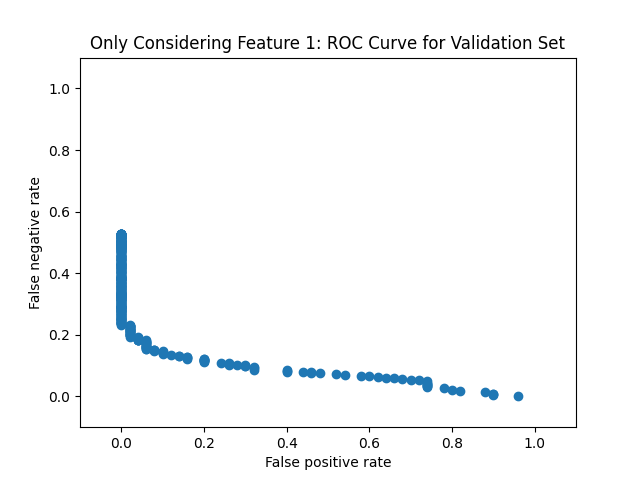 Only Considering Feature 1: ROC Curve for Validation Set
1.0
0.8
0.6
0.4
0.2
0.0
False negative rate
0.0 0.2 0.4 0.6 0.8 1.0
False positive rate